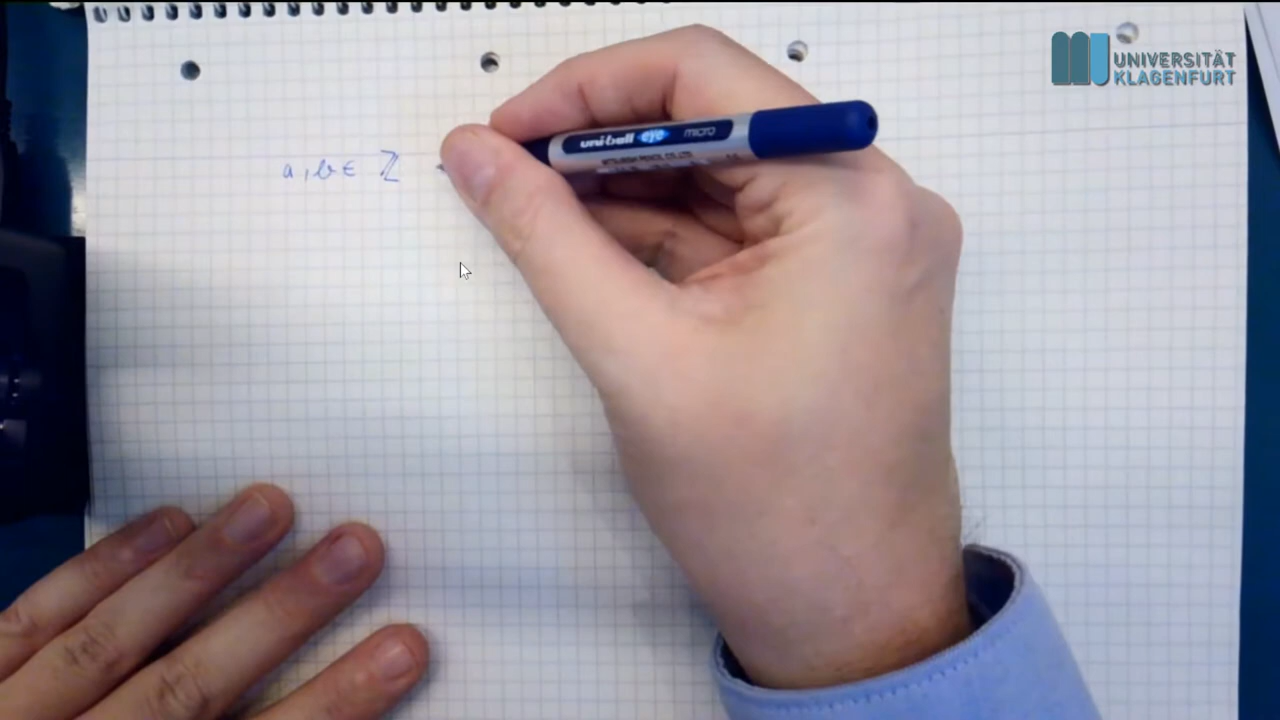 UNIVERSITÄT
KLAGENFURT
uni-ball eye micro
a, b ∈ ℤ